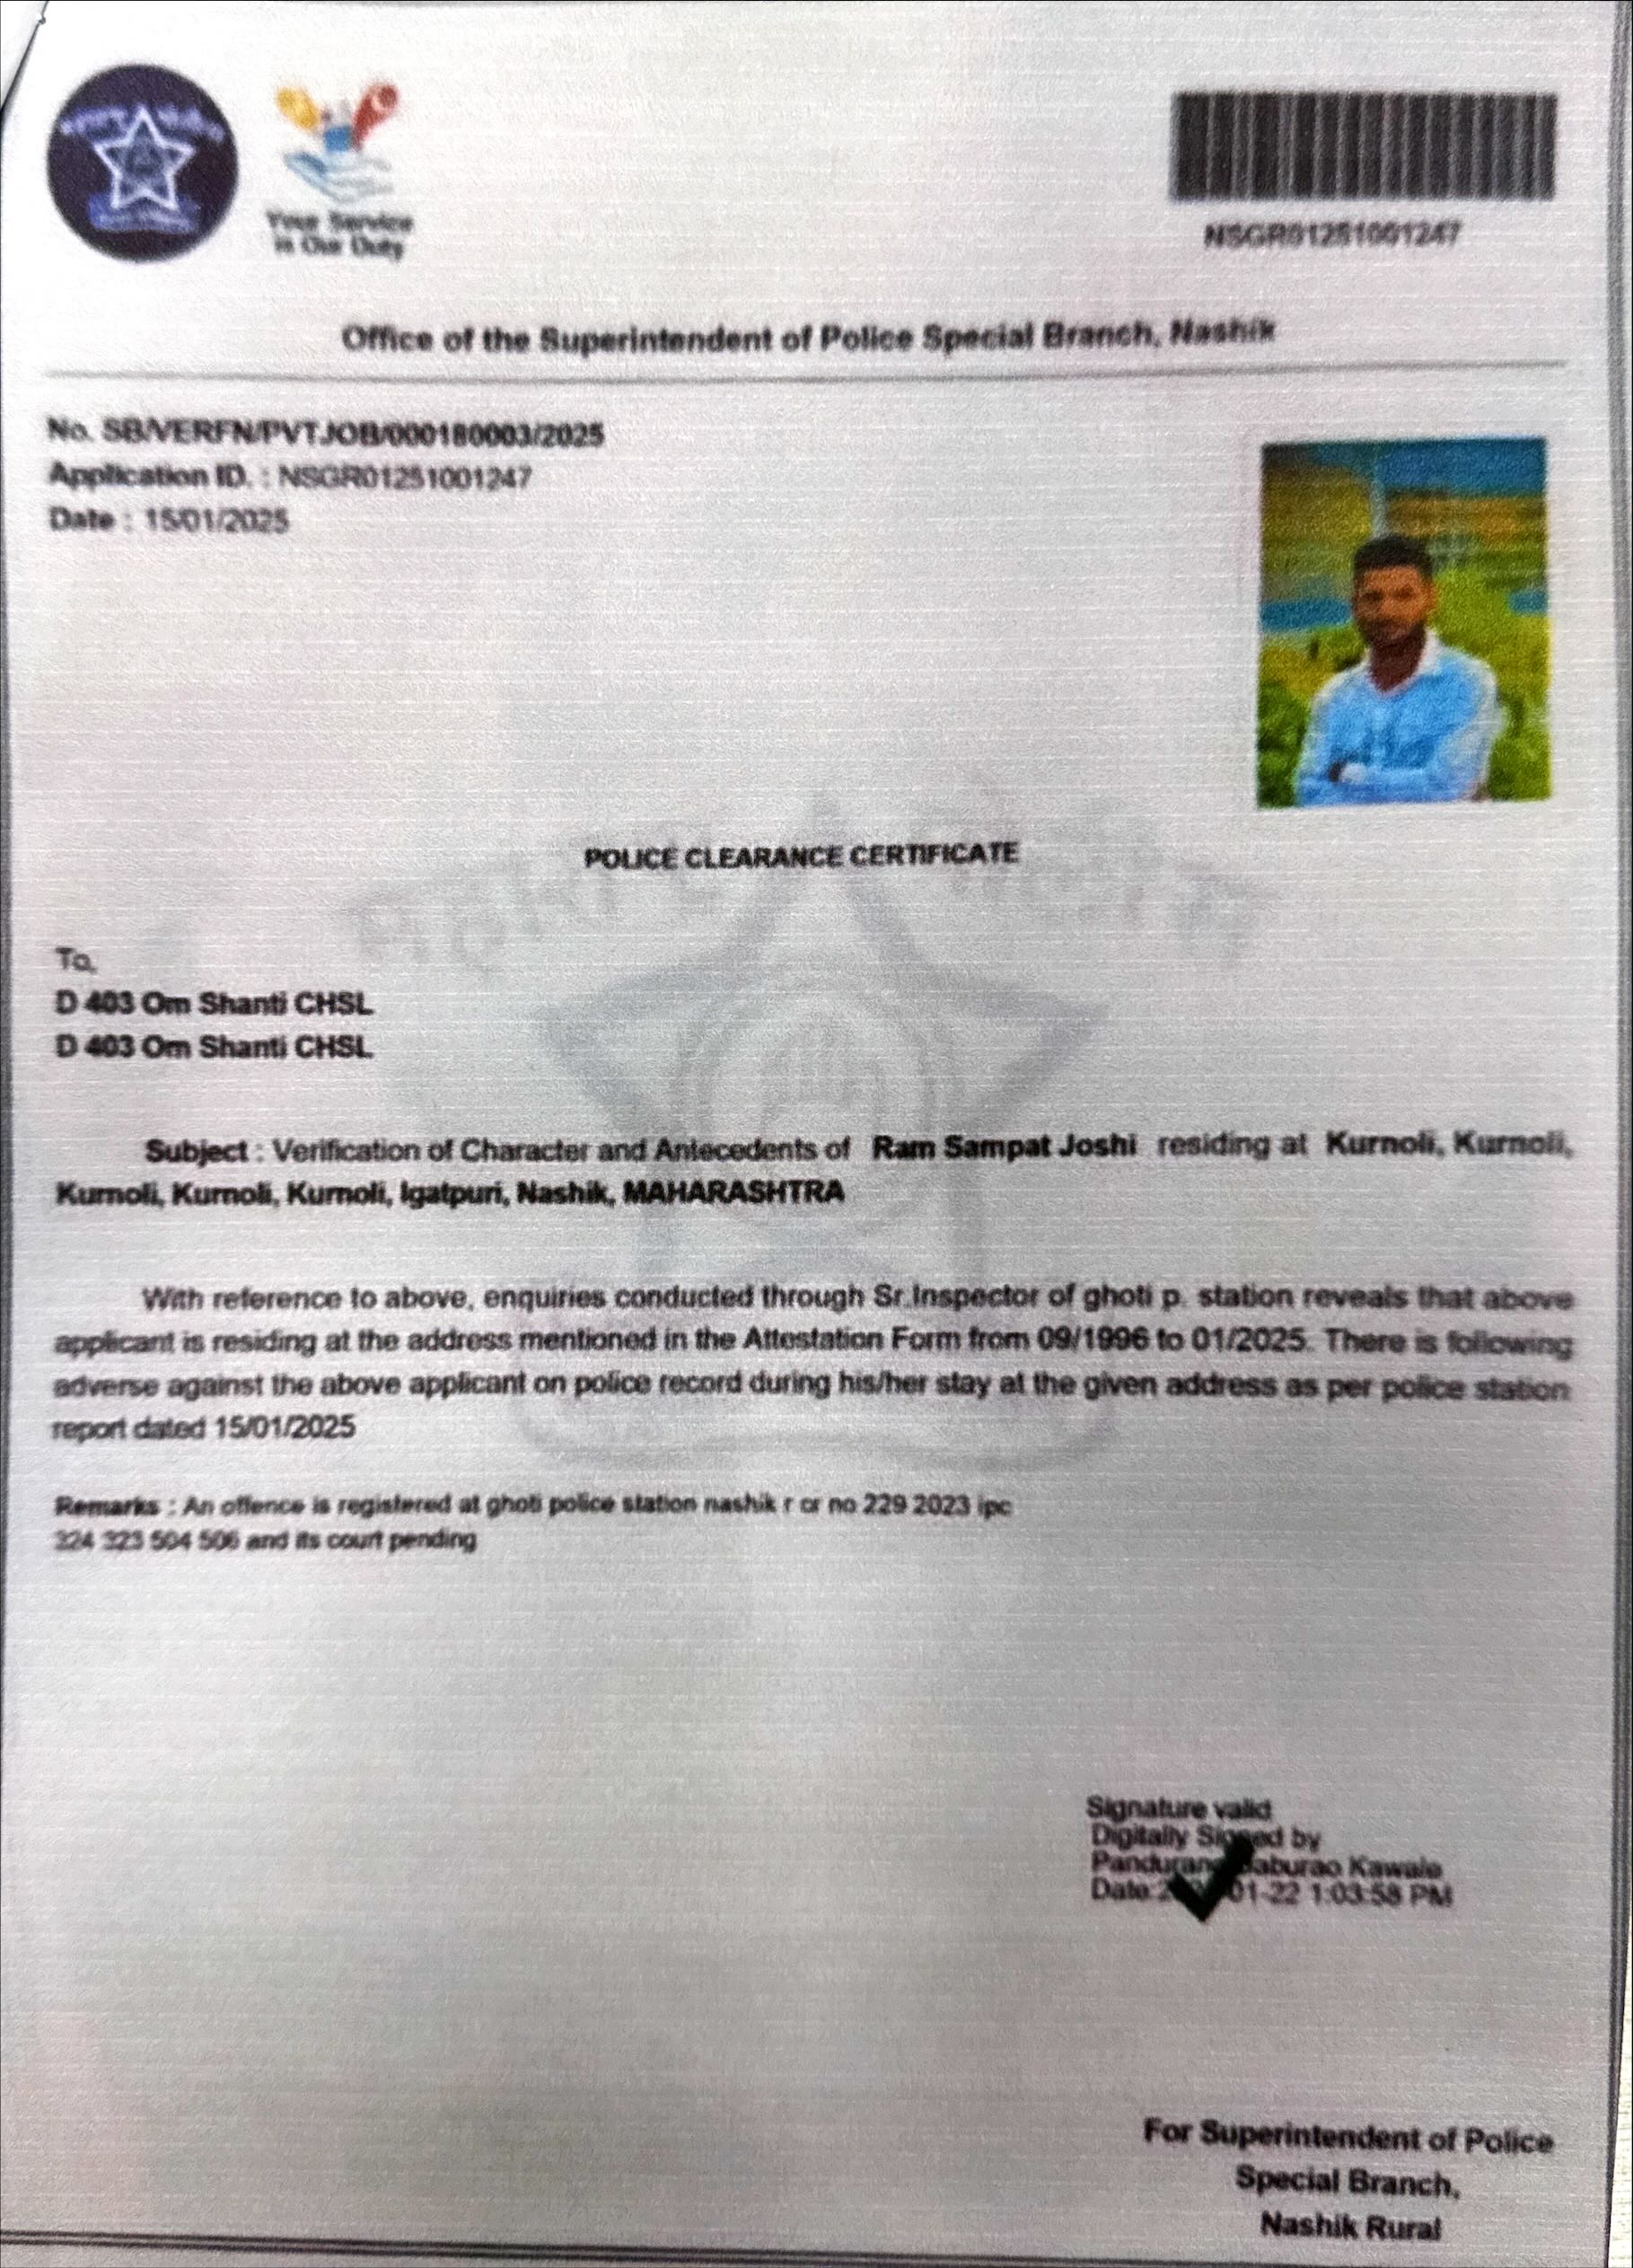 Your Service
is Our Duty
NSGR01251001247
Office of the Superintendent of Police Special Branch, Nashik
No. SB/VERFN/PVTJOB/000180003/2025
Application ID. : NSGR01251001247
Date : 15/01/2025
POLICE CLEARANCE CERTIFICATE
To,
D 403 Om Shanti CHSL
D 403 Om Shanti CHSL
Subject : Verification of Character and Antecedents of Ram Sampat Joshi residing at Kurnoli, Kurnoli,
Kurnoli, Kurnoli, Kurnoli, Igatpuri, Nashik, MAHARASHTRA
With reference to above, enquiries conducted through Sr.Inspector of ghoti p. station reveals that above
applicant is residing at the address mentioned in the Attestation Form from 09/1996 to 01/2025. There is following
adverse against the above applicant on police record during his/her stay at the given address as per police station
report dated 15/01/2025
Remarks : An offence is registered at ghoti police station nashik r cr no 229 2023 ipc
324 323 504 506 and its court pending
Signature valid
Digitally Signed by
Pandurang Baburao Kawale
Date: 01-22 1:03:58 PM
For Superintendent of Police
Special Branch,
Nashik Rural